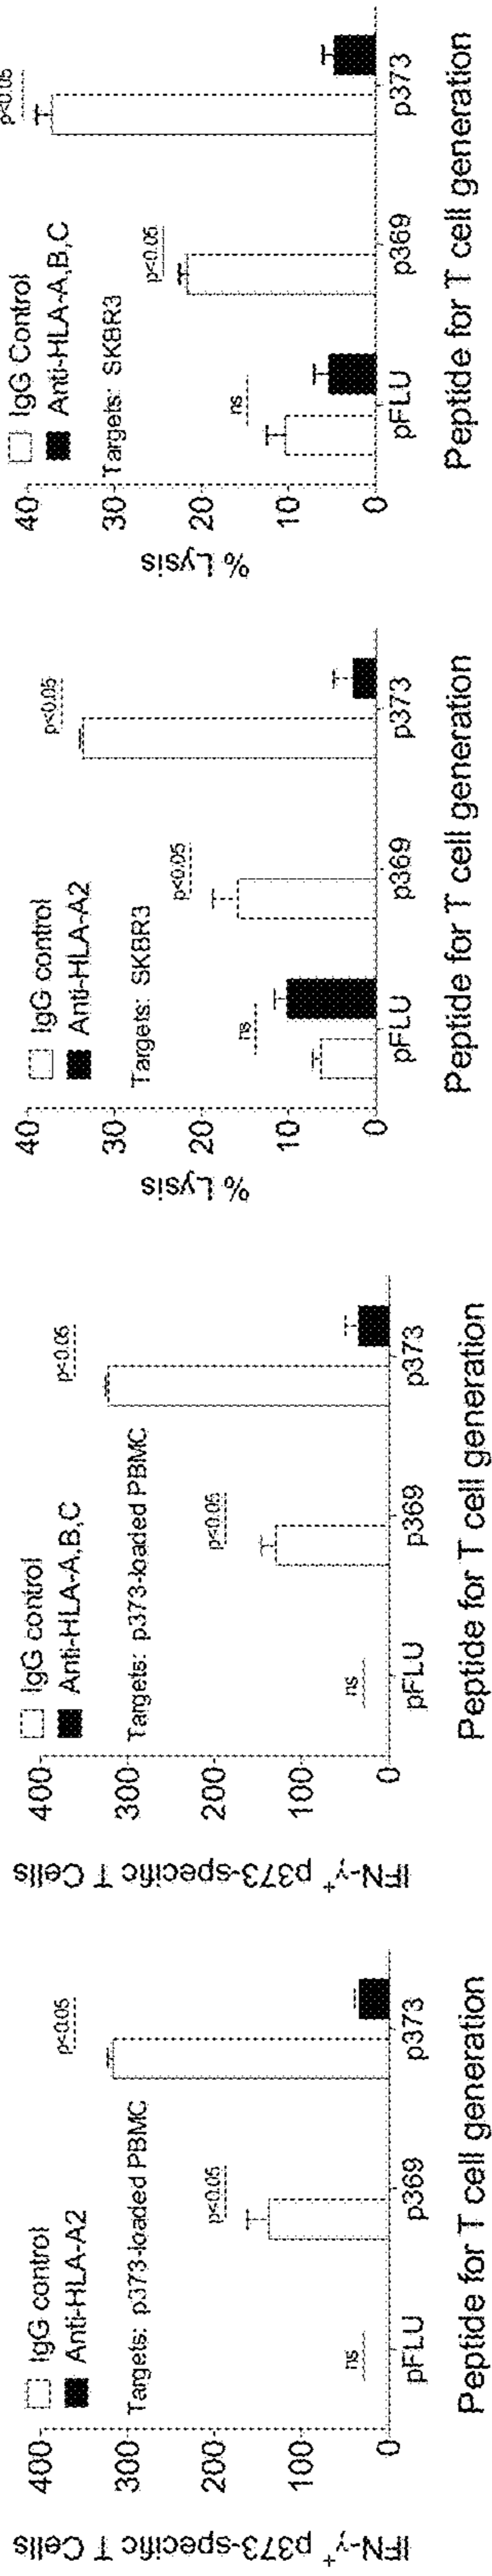 IFN-γ⁺ p373-specific T Cells
400
300
200
100
0
IgG control
Anti-HLA-A2
Targets: p373-loaded PBMC
ns
p<0.05
p<0.05
pFLU
p369
p373
Peptide for T cell generation
IFN-γ⁺ p373-specific T Cells
400
300
200
100
0
IgG control
Anti-HLA-A,B,C
Targets: p373-loaded PBMC
ns
p<0.05
p<0.05
pFLU
p369
p373
Peptide for T cell generation
% Lysis
40
30
20
10
0
IgG control
Anti-HLA-A2
Targets: SKBR3
ns
p<0.05
p<0.05
pFLU
p369
p373
Peptide for T cell generation
% Lysis
40
30
20
10
0
IgG Control
Anti-HLA-A,B,C
Targets: SKBR3
ns
p<0.05
p<0.05
pFLU
p369
p373
Peptide for T cell generation